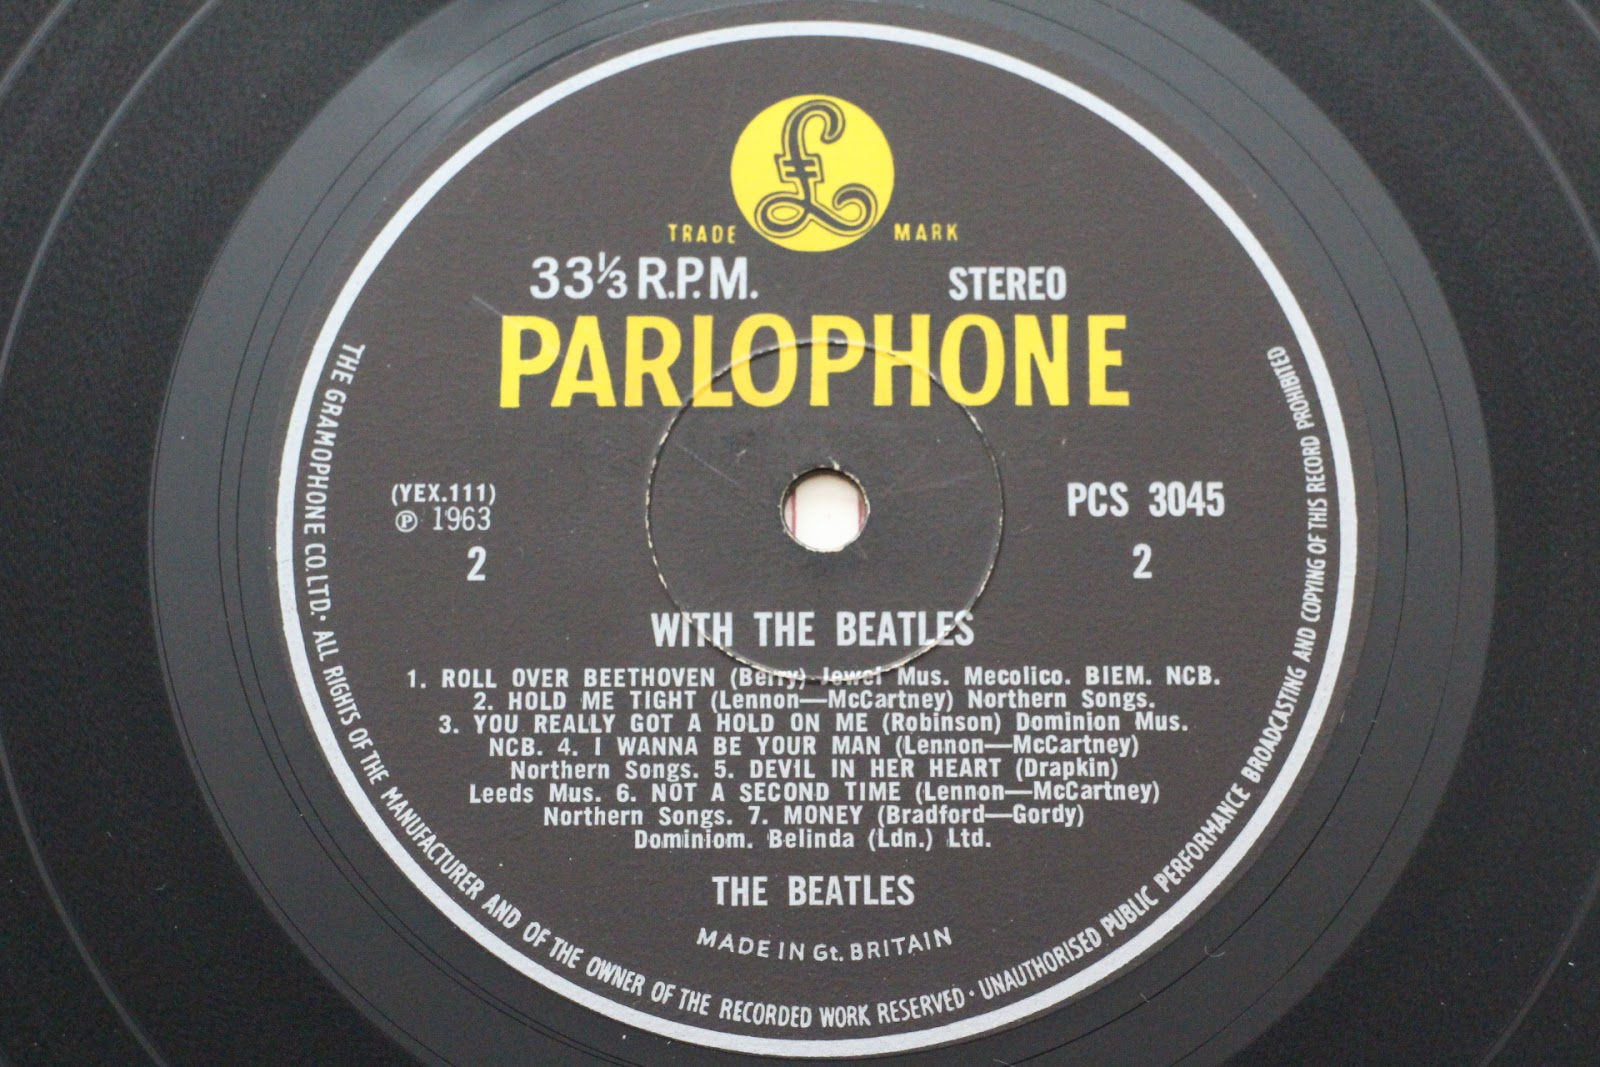 TRADE MARK
33⅓ R.P.M. STEREO
PARLOPHONE
(YEX.111)
Ⓟ 1963
2
PCS 3045
2
WITH THE BEATLES
1. ROLL OVER BEETHOVEN (Berry) Jewel Mus. Mecolico. BIEM. NCB.
2. HOLD ME TIGHT (Lennon—McCartney) Northern Songs.
3. YOU REALLY GOT A HOLD ON ME (Robinson) Dominion Mus.
NCB. 4. I WANNA BE YOUR MAN (Lennon—McCartney)
Northern Songs. 5. DEVIL IN HER HEART (Drapkin)
Leeds Mus. 6. NOT A SECOND TIME (Lennon—McCartney)
Northern Songs. 7. MONEY (Bradford—Gordy)
Dominiom. Belinda (Ldn.) Ltd.
THE BEATLES
MADE IN Gt. BRITAIN
THE GRAMOPHONE CO. LTD. · ALL RIGHTS OF THE MANUFACTURER AND OF THE OWNER OF THE RECORDED WORK RESERVED · UNAUTHORISED PUBLIC PERFORMANCE BROADCASTING AND COPYING OF THIS RECORD PROHIBITED